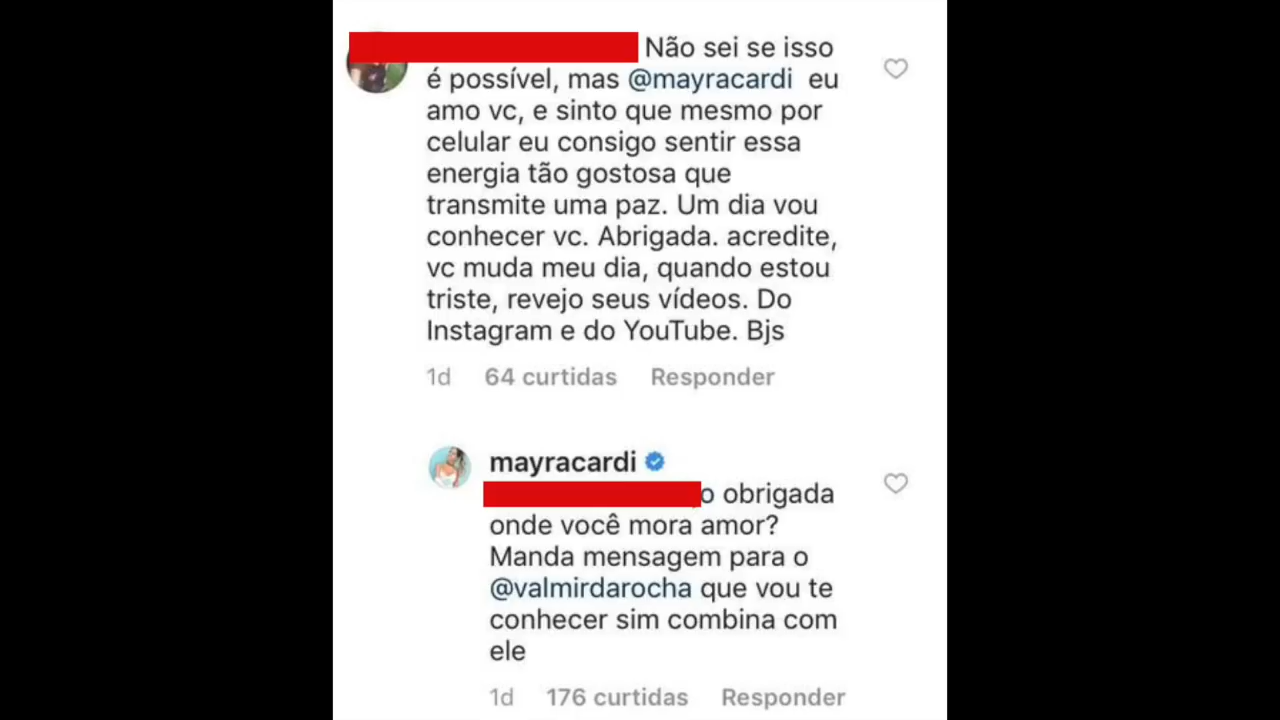 Não sei se isso
é possível, mas @mayracardi eu
amo vc, e sinto que mesmo por
celular eu consigo sentir essa
energia tão gostosa que
transmite uma paz. Um dia vou
conhecer vc. Abrigada. acredite,
vc muda meu dia, quando estou
triste, revejo seus vídeos. Do
Instagram e do YouTube. Bjs
1d 64 curtidas Responder
mayracardi
o obrigada
onde você mora amor?
Manda mensagem para o
@valmirdarocha que vou te
conhecer sim combina com
ele
1d 176 curtidas Responder